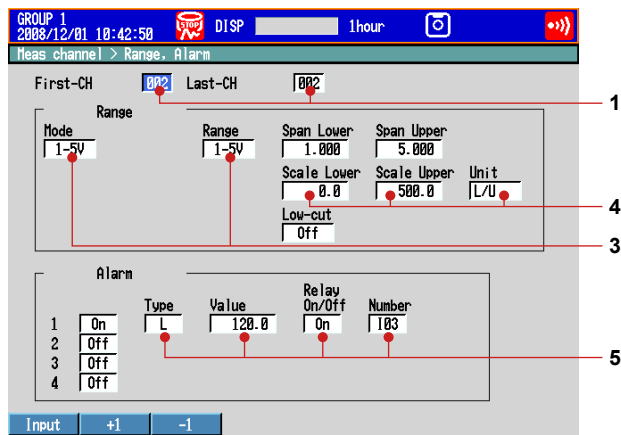 GROUP 1
2008/12/01 10:42:50 STOP DISP 1hour
Meas channel > Range, Alarm
First-CH 002 Last-CH 002
1
Range
Mode Range Span Lower Span Upper
1-5V 1-5V 1.000 5.000
Scale Lower Scale Upper Unit
0.0 500.0 L/U
4
Low-cut
Off
3
Alarm
Relay
Type Value On/Off Number
1 On L 120.0 On I03
2 Off
3 Off
5
4 Off
Input +1 -1